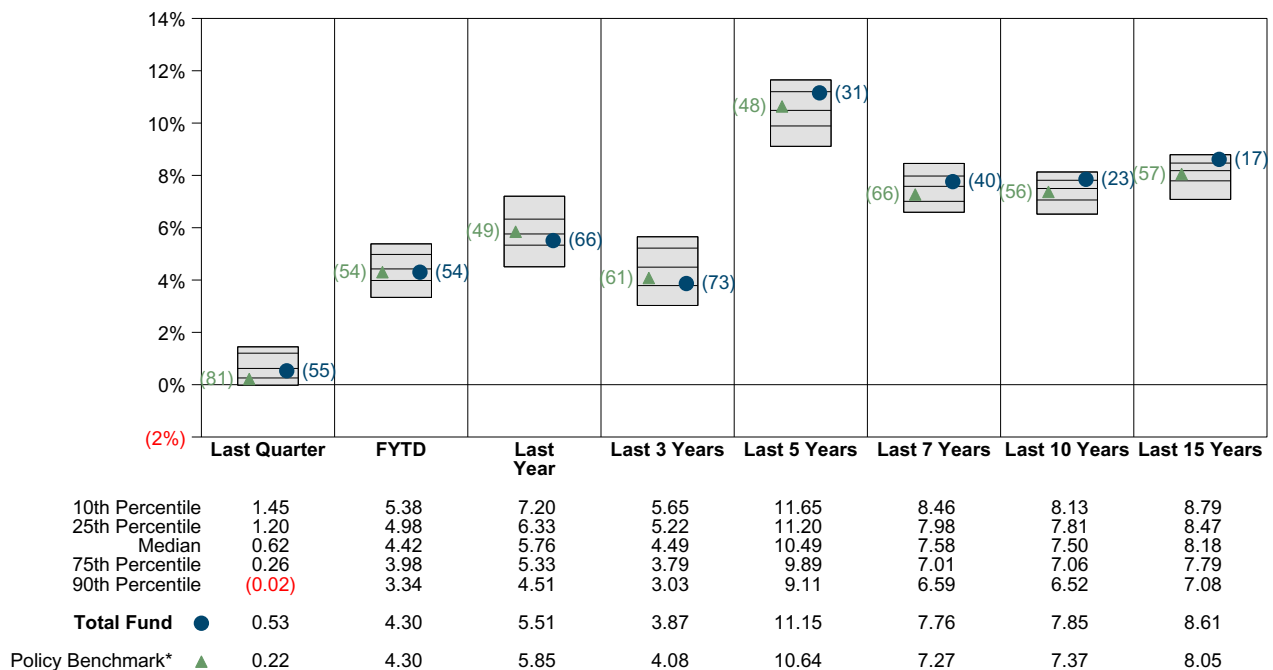 14%
12%
10%
8%
6%
4%
2%
0%
(2%)
(81) (55)
(54) (54)
(49) (66)
(61) (73)
(48) (31)
(66) (40)
(56) (23)
(57) (17)
Last Quarter FYTD Last Year Last 3 Years Last 5 Years Last 7 Years Last 10 Years Last 15 Years
10th Percentile 1.45 5.38 7.20 5.65 11.65 8.46 8.13 8.79
25th Percentile 1.20 4.98 6.33 5.22 11.20 7.98 7.81 8.47
Median 0.62 4.42 5.76 4.49 10.49 7.58 7.50 8.18
75th Percentile 0.26 3.98 5.33 3.79 9.89 7.01 7.06 7.79
90th Percentile (0.02) 3.34 4.51 3.03 9.11 6.59 6.52 7.08
Total Fund 0.53 4.30 5.51 3.87 11.15 7.76 7.85 8.61
Policy Benchmark* 0.22 4.30 5.85 4.08 10.64 7.27 7.37 8.05